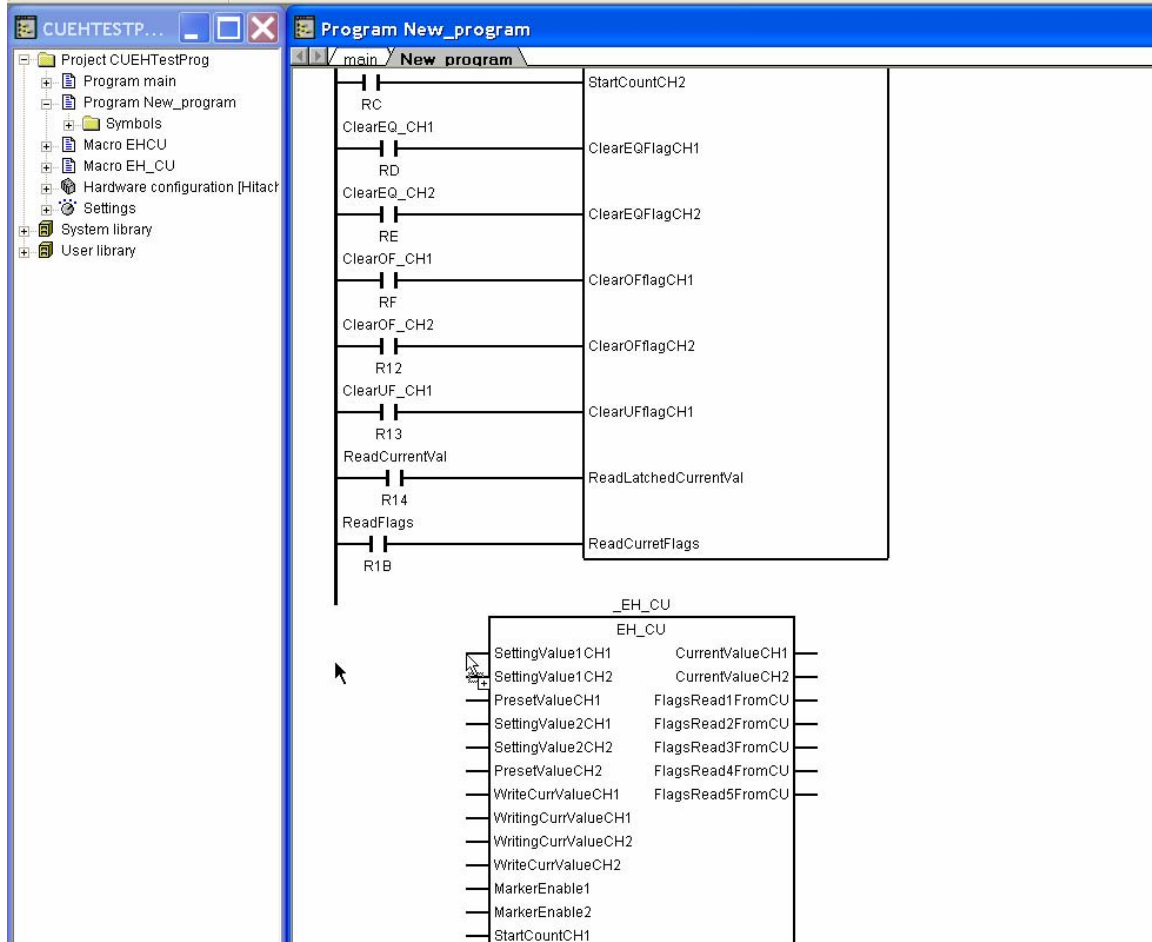 CUEHTESTP...
Project CUEHTestProg
Program main
Program New_program
Symbols
Macro EHCU
Macro EH_CU
Hardware configuration [Hitach
Settings
System library
User library
Program New_program
main
New_program
StartCountCH2
RC
ClearEQ_CH1
ClearEQFlagCH1
RD
ClearEQ_CH2
ClearEQFlagCH2
RE
ClearOF_CH1
ClearOFflagCH1
RF
ClearOF_CH2
ClearOFflagCH2
R12
ClearUF_CH1
ClearUFflagCH1
R13
ReadCurrentVal
ReadLatchedCurrentVal
R14
ReadFlags
ReadCurretFlags
R1B
_EH_CU
EH_CU
SettingValue1CH1 CurrentValueCH1
SettingValue1CH2 CurrentValueCH2
PresetValueCH1 FlagsRead1FromCU
SettingValue2CH1 FlagsRead2FromCU
SettingValue2CH2 FlagsRead3FromCU
PresetValueCH2 FlagsRead4FromCU
WriteCurrValueCH1 FlagsRead5FromCU
WritingCurrValueCH1
WritingCurrValueCH2
WriteCurrValueCH2
MarkerEnable1
MarkerEnable2
StartCountCH1